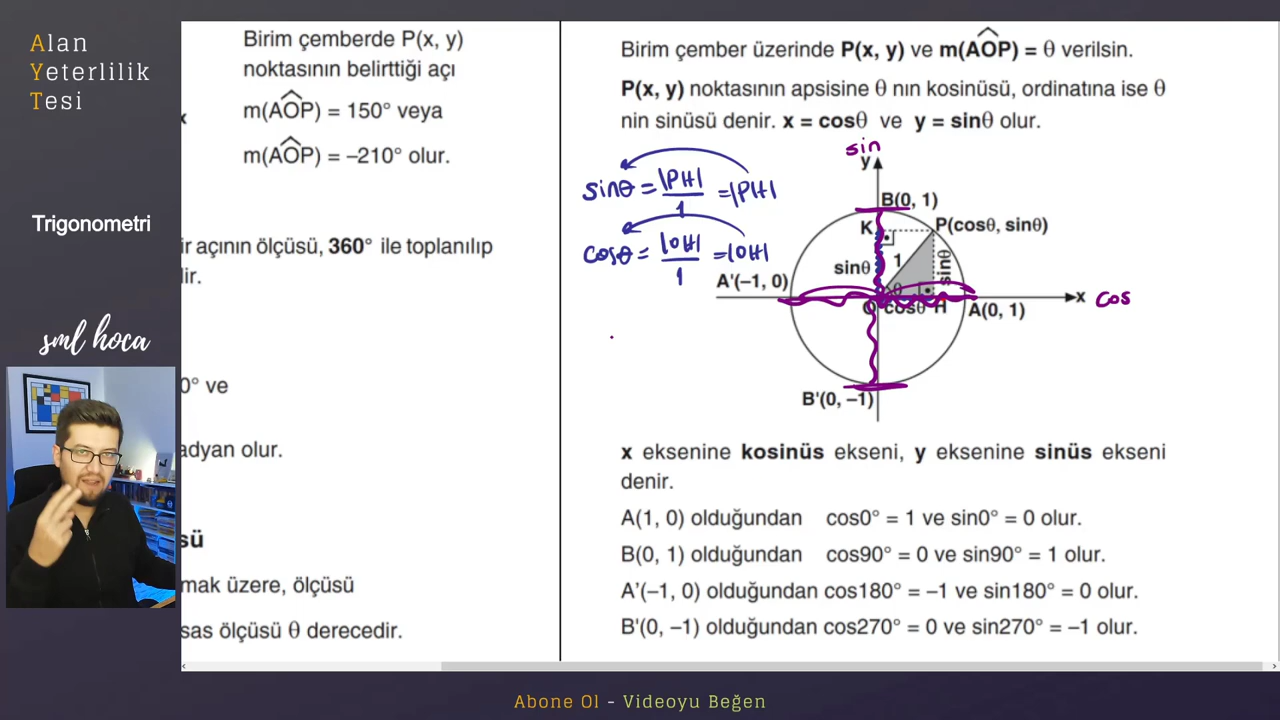 Alan
Yeterlilik
Tesi
Trigonometri
sml hoca
Birim çemberde P(x, y)
noktasının belirttiği açı
x
m(AOP) = 150° veya
m(AOP) = –210° olur.
ir açının ölçüsü, 360° ile toplanılıp
dir.
0° ve
adyan olur.
sü
mak üzere, ölçüsü
sas ölçüsü θ derecedir.
Birim çember üzerinde P(x, y) ve m(AOP) = θ verilsin.
P(x, y) noktasının apsisine θ nın kosinüsü, ordinatına ise θ
nin sinüsü denir. x = cosθ ve y = sinθ olur.
sinθ = |PH|/1 = |PH|
cosθ = |OH|/1 = |OH|
sin
y
B(0, 1)
K
P(cosθ, sinθ)
1
sinθ
sinθ
A'(–1, 0)
θ
x
cos
O
cosθ
H
A(0, 1)
B'(0, –1)
x eksenine kosinüs ekseni, y eksenine sinüs ekseni
denir.
A(1, 0) olduğundan cos0° = 1 ve sin0° = 0 olur.
B(0, 1) olduğundan cos90° = 0 ve sin90° = 1 olur.
A’(–1, 0) olduğundan cos180° = –1 ve sin180° = 0 olur.
B'(0, –1) olduğundan cos270° = 0 ve sin270° = –1 olur.
Abone Ol - Videoyu Beğen